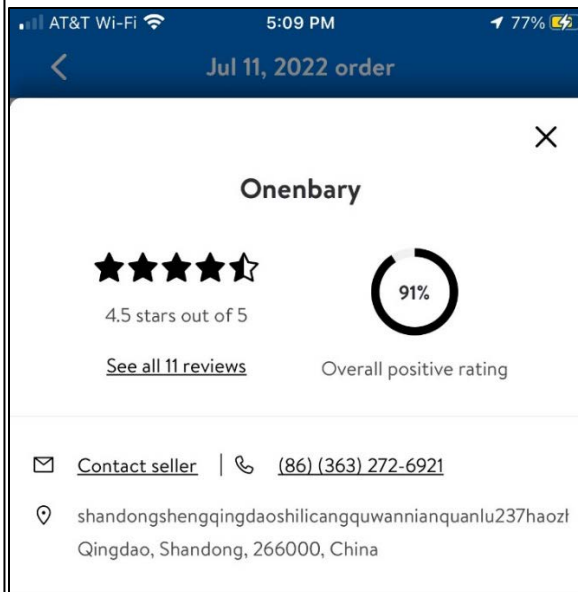 AT&T Wi-Fi 5:09 PM 77%
Jul 11, 2022 order
Onenbary
91%
4.5 stars out of 5
See all 11 reviews Overall positive rating
Contact seller | (86) (363) 272-6921
shandongshengqingdaoshilicangquwannianquanlu237haozh
Qingdao, Shandong, 266000, China